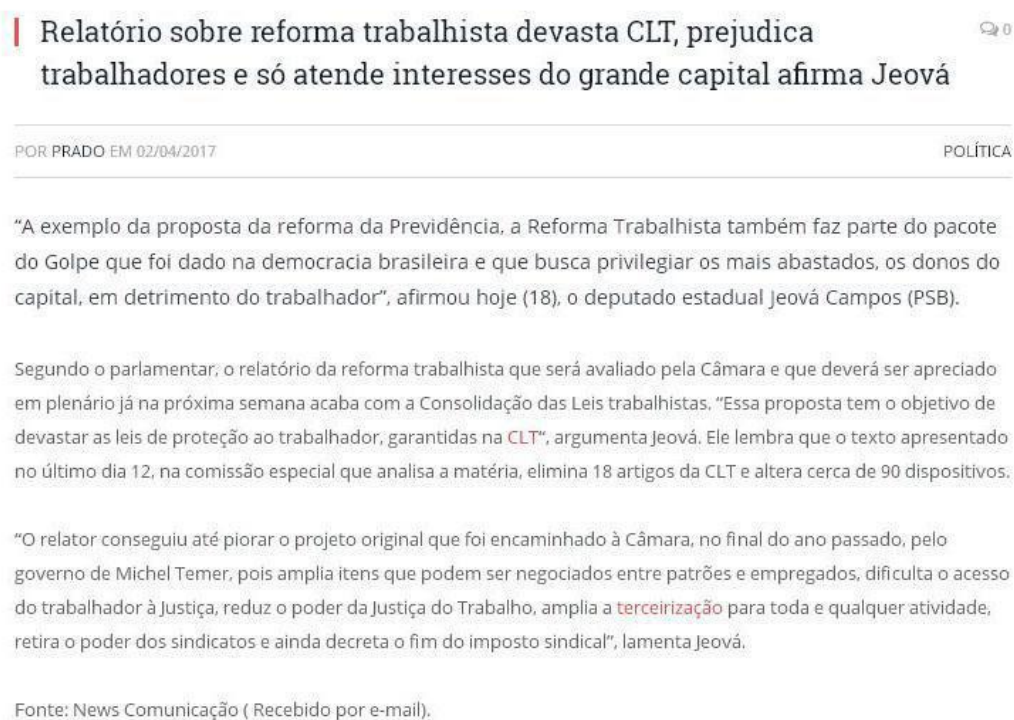 Relatório sobre reforma trabalhista devasta CLT, prejudica
trabalhadores e só atende interesses do grande capital afirma Jeová
0
POR PRADO EM 02/04/2017
POLÍTICA
“A exemplo da proposta da reforma da Previdência, a Reforma Trabalhista também faz parte do pacote
do Golpe que foi dado na democracia brasileira e que busca privilegiar os mais abastados, os donos do
capital, em detrimento do trabalhador”, afirmou hoje (18), o deputado estadual Jeová Campos (PSB).
Segundo o parlamentar, o relatório da reforma trabalhista que será avaliado pela Câmara e que deverá ser apreciado
em plenário já na próxima semana acaba com a Consolidação das Leis trabalhistas. “Essa proposta tem o objetivo de
devastar as leis de proteção ao trabalhador, garantidas na CLT“, argumenta Jeová. Ele lembra que o texto apresentado
no último dia 12, na comissão especial que analisa a matéria, elimina 18 artigos da CLT e altera cerca de 90 dispositivos.
“O relator conseguiu até piorar o projeto original que foi encaminhado à Câmara, no final do ano passado, pelo
governo de Michel Temer, pois amplia itens que podem ser negociados entre patrões e empregados, dificulta o acesso
do trabalhador à Justiça, reduz o poder da Justiça do Trabalho, amplia a terceirização para toda e qualquer atividade,
retira o poder dos sindicatos e ainda decreta o fim do imposto sindical”, lamenta Jeová.
Fonte: News Comunicação ( Recebido por e-mail).